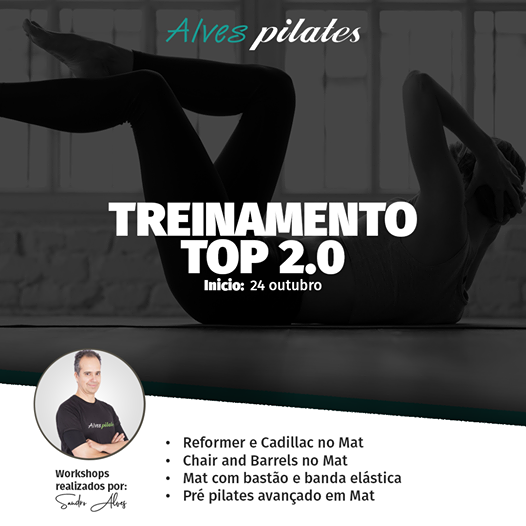 Alves pilates
TREINAMENTO
TOP 2.0
Inicio: 24 outubro
Alves pilates
Workshops
realizados por:
Sandro Alves
• Reformer e Cadillac no Mat
• Chair and Barrels no Mat
• Mat com bastão e banda elástica
• Pré pilates avançado em Mat